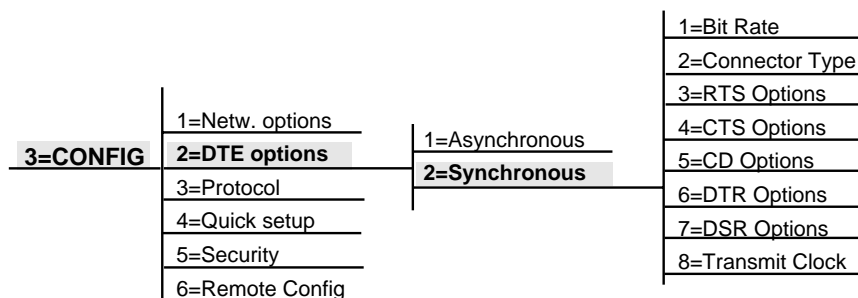 3=CONFIG
1=Netw. options
2=DTE options
3=Protocol
4=Quick setup
5=Security
6=Remote Config
1=Asynchronous
2=Synchronous
1=Bit Rate
2=Connector Type
3=RTS Options
4=CTS Options
5=CD Options
6=DTR Options
7=DSR Options
8=Transmit Clock